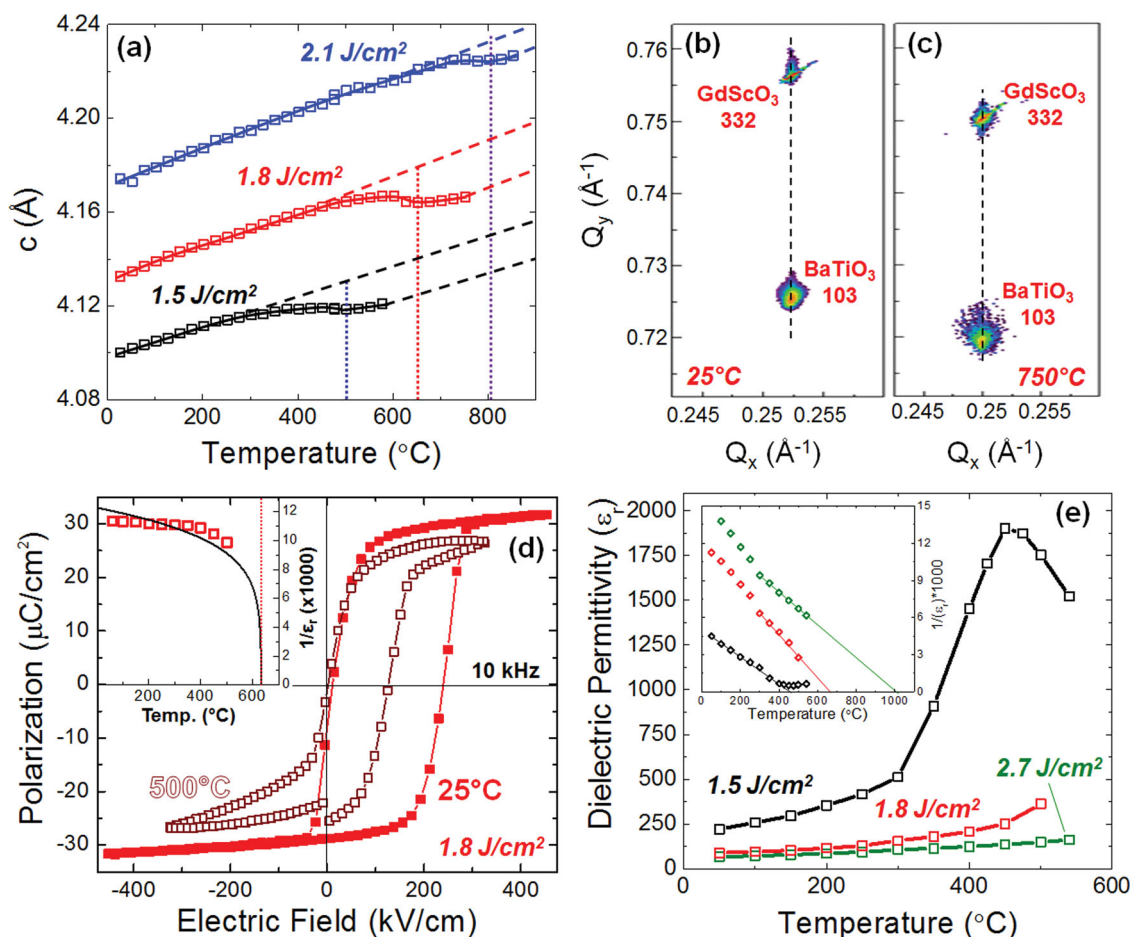 (a)
4.24
4.20
4.16
4.12
4.08
c (Å)
2.1 J/cm²
1.8 J/cm²
1.5 J/cm²
0 200 400 600 800
Temperature (°C)
(b)
0.76
0.75
0.74
0.73
0.72
Qy (Å-1)
GdScO3
332
BaTiO3
103
25°C
0.245 0.25 0.255
Qx (Å-1)
(c)
GdScO3
332
BaTiO3
103
750°C
0.245 0.25 0.255
Qx (Å-1)
(d)
30
20
10
0
-10
-20
-30
Polarization (μC/cm²)
12
10
8
6
4
2
0
1/εr (x1000)
200 400 600
Temp. (°C)
10 kHz
500°C
25°C
1.8 J/cm²
-400 -200 0 200 400
Electric Field (kV/cm)
(e)
2000
1750
1500
1250
1000
750
500
250
0
Dielectric Permittivity (εr)
15
12
9
6
3
0
1/(εr)*1000
0 200 400 600 800 1000
Temperature (°C)
1.5 J/cm²
1.8 J/cm²
2.7 J/cm²
0 200 400 600
Temperature (°C)